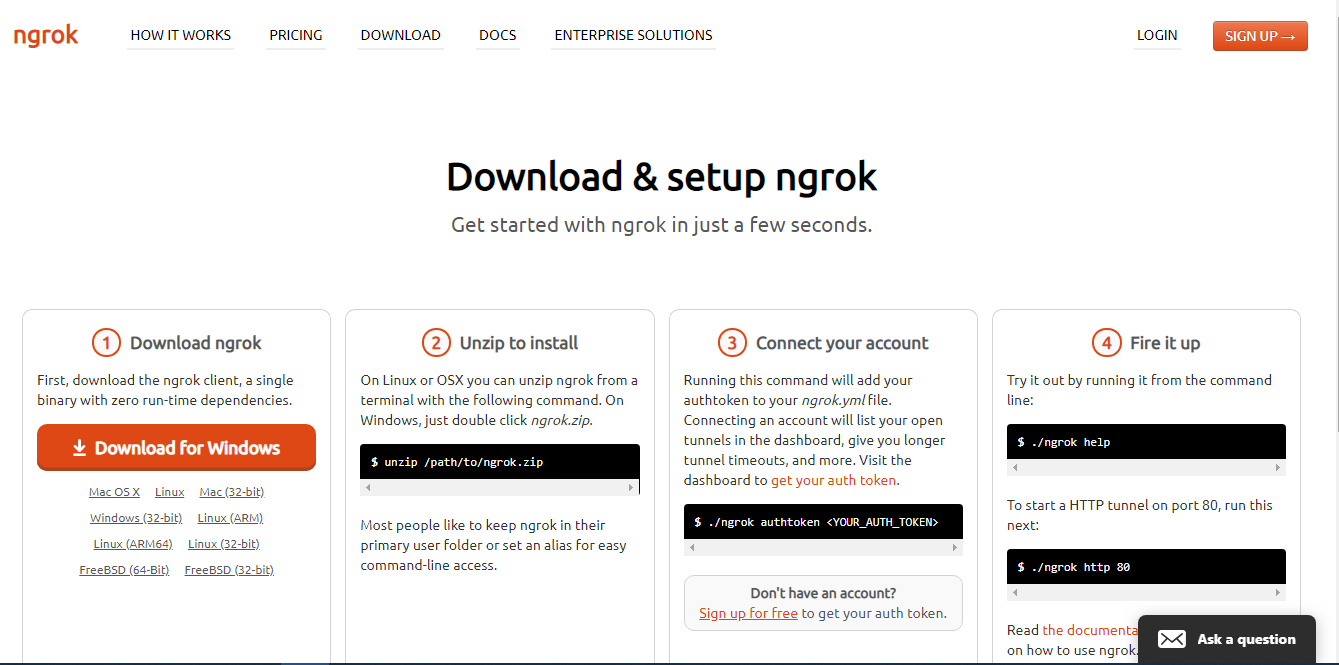 ngrok
HOW IT WORKS
PRICING
DOWNLOAD
DOCS
ENTERPRISE SOLUTIONS
LOGIN
SIGN UP →
Download & setup ngrok
Get started with ngrok in just a few seconds.
1 Download ngrok
First, download the ngrok client, a single
binary with zero run-time dependencies.
Download for Windows
Mac OS X Linux Mac (32-bit)
Windows (32-bit) Linux (ARM)
Linux (ARM64) Linux (32-bit)
FreeBSD (64-Bit) FreeBSD (32-bit)
2 Unzip to install
On Linux or OSX you can unzip ngrok from a
terminal with the following command. On
Windows, just double click ngrok.zip.
$ unzip /path/to/ngrok.zip
Most people like to keep ngrok in their
primary user folder or set an alias for easy
command-line access.
3 Connect your account
Running this command will add your
authtoken to your ngrok.yml file.
Connecting an account will list your open
tunnels in the dashboard, give you longer
tunnel timeouts, and more. Visit the
dashboard to get your auth token.
$ ./ngrok authtoken <YOUR_AUTH_TOKEN>
Don't have an account?
Sign up for free to get your auth token.
4 Fire it up
Try it out by running it from the command
line:
$ ./ngrok help
To start a HTTP tunnel on port 80, run this
next:
$ ./ngrok http 80
Read the documenta
on how to use ngrok.
Ask a question